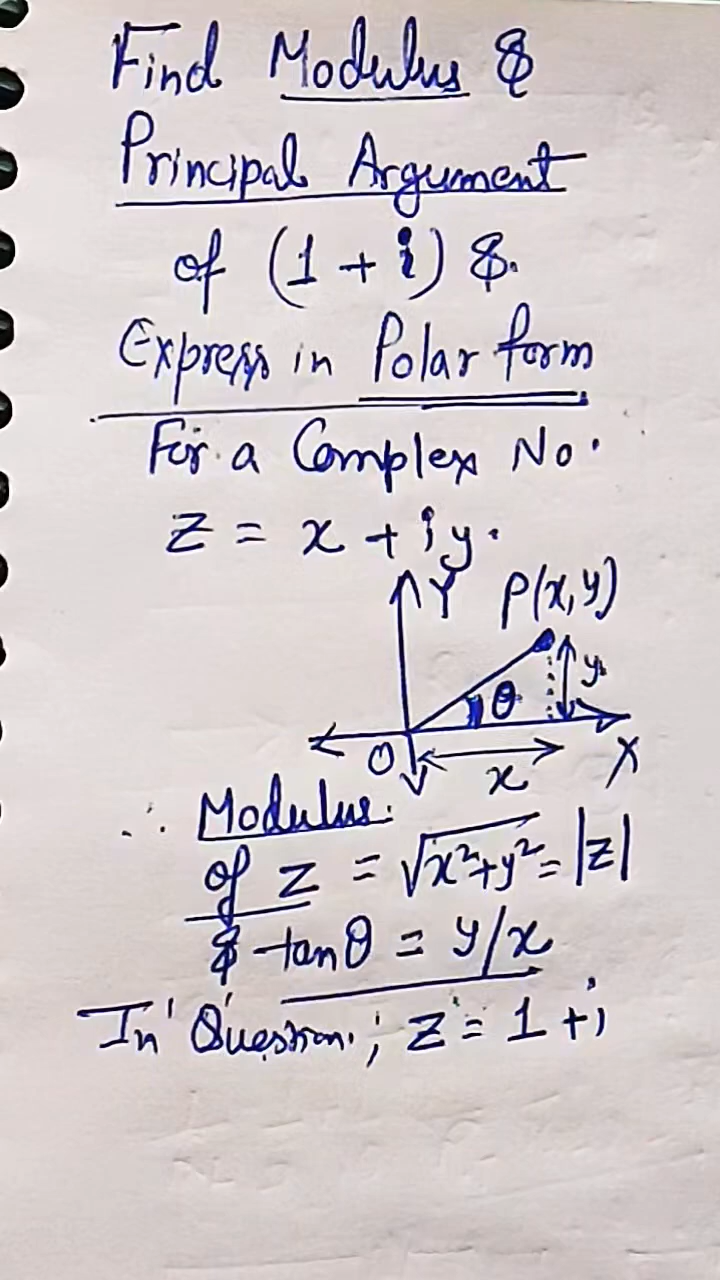 Find Modulus &
Principal Argument
of (1 + i) &.
Express in Polar form
For a Complex No.
z = x + iy.
Y P(x,y)
θ y
O x X
∴ Modulus.
of z = √x²+y² = |z|
& tanθ = y/x
In Question, ; z = 1 + i